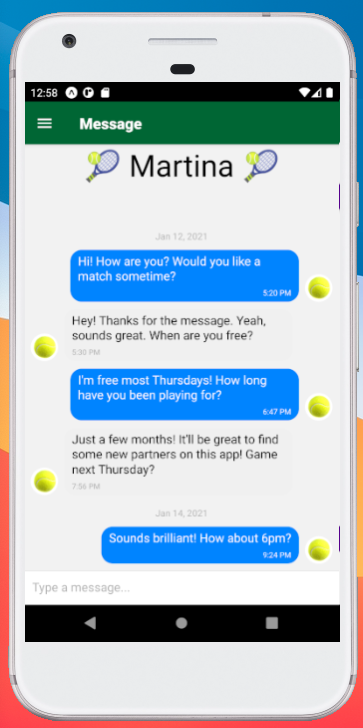 12:58
Message
Martina
Jan 12, 2021
Hi! How are you? Would you like a
match sometime?
5:20 PM
Hey! Thanks for the message. Yeah,
sounds great. When are you free?
5:30 PM
I'm free most Thursdays! How long
have you been playing for?
6:47 PM
Just a few months! It'll be great to find
some new partners on this app! Game
next Thursday?
7:56 PM
Jan 14, 2021
Sounds brilliant! How about 6pm?
9:24 PM
Type a message...